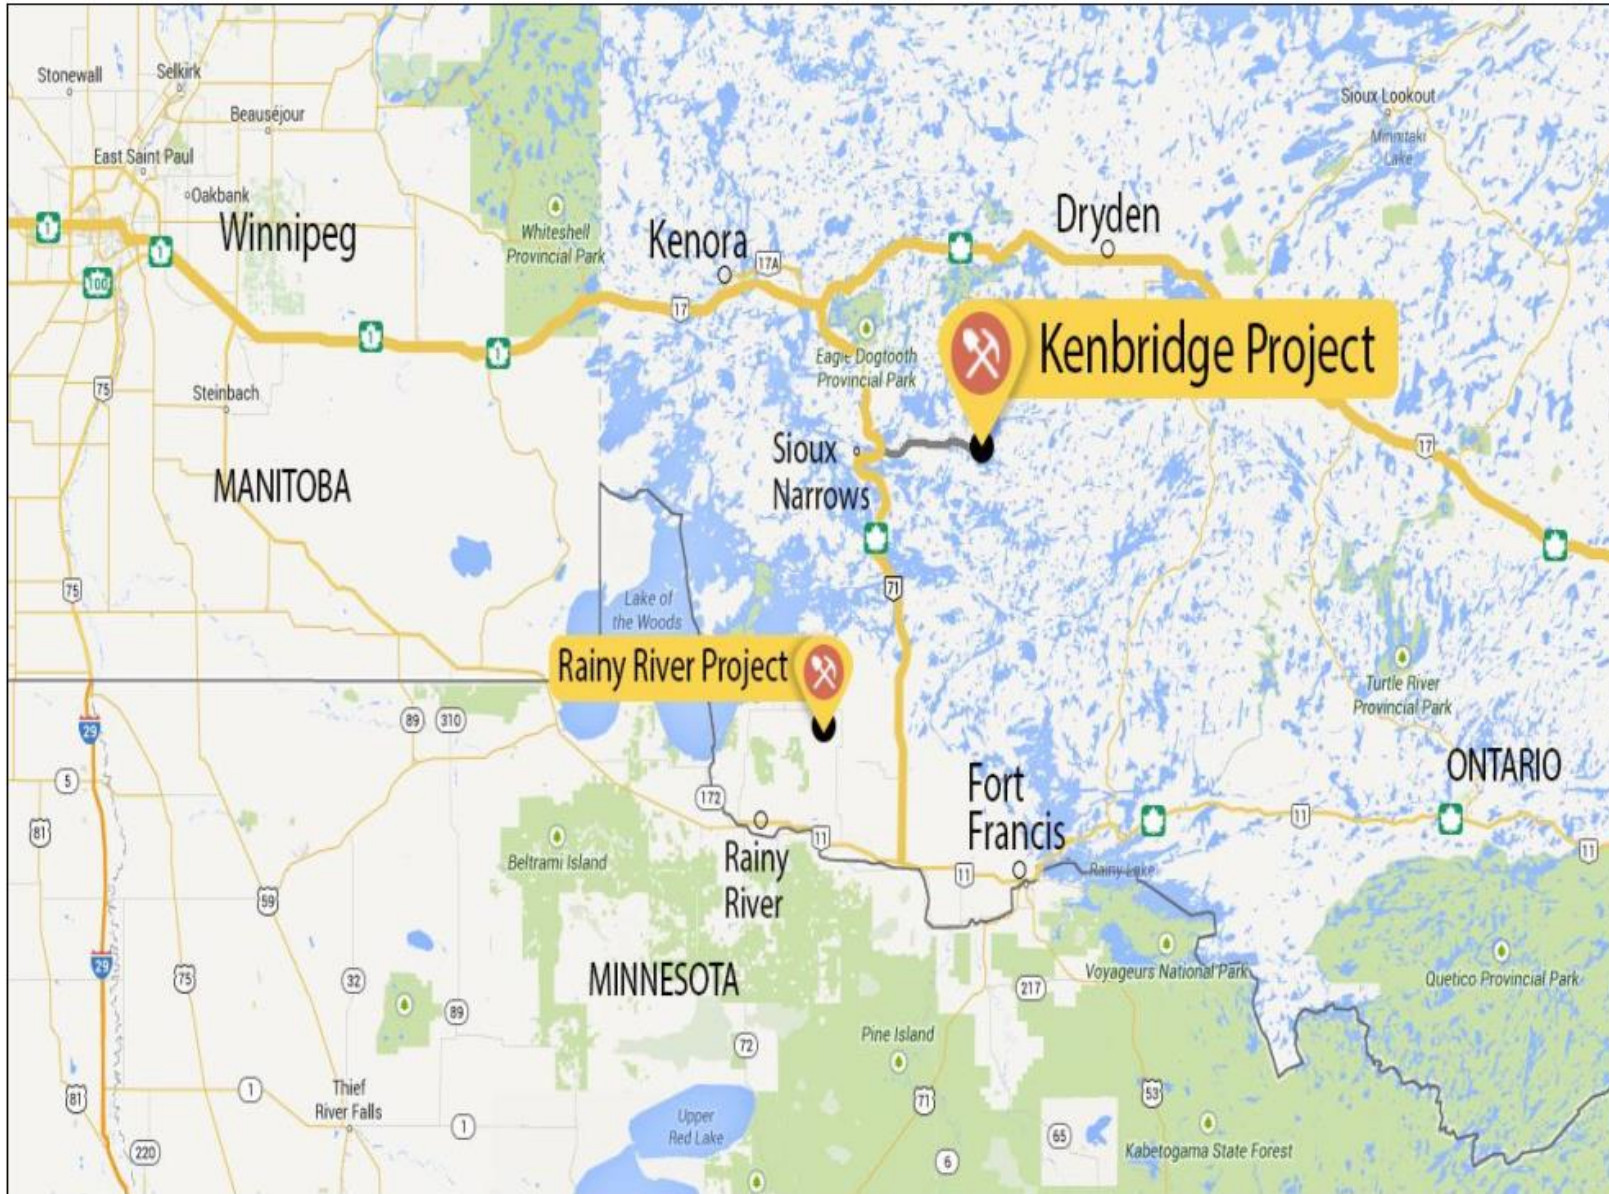 Stonewall
Selkirk
Beauséjour
East Saint Paul
Oakbank
Winnipeg
1
1
100
1
1
Whiteshell
Provincial Park
Kenora
17A
17
Dryden
Sioux Lookout
Minnitaki
Lake
Eagle Dogtooth
Provincial Park
Kenbridge Project
Steinbach
75
MANITOBA
Sioux
Narrows
17
75
Lake of
the Woods
71
Rainy River Project
Turtle River
Provincial Park
ONTARIO
89
310
29
5
81
172
Rainy
River
11
Fort
Francis
11
11
11
Rainy Lake
Beltrami Island
59
29
75
32
89
MINNESOTA
Voyageurs National Park
217
Quetico Provincial Park
Pine Island
72
81
1
Thief
River Falls
1
220
Upper
Red Lake
71
53
65
6
Kabetogama State Forest